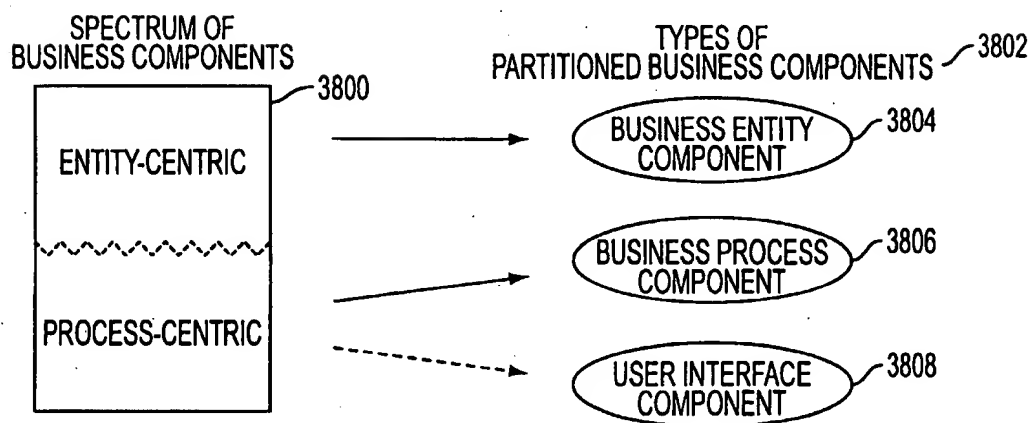 SPECTRUM OF
BUSINESS COMPONENTS
3800
ENTITY-CENTRIC
PROCESS-CENTRIC
TYPES OF
PARTITIONED BUSINESS COMPONENTS
3802
BUSINESS ENTITY
COMPONENT
3804
BUSINESS PROCESS
COMPONENT
3806
USER INTERFACE
COMPONENT
3808